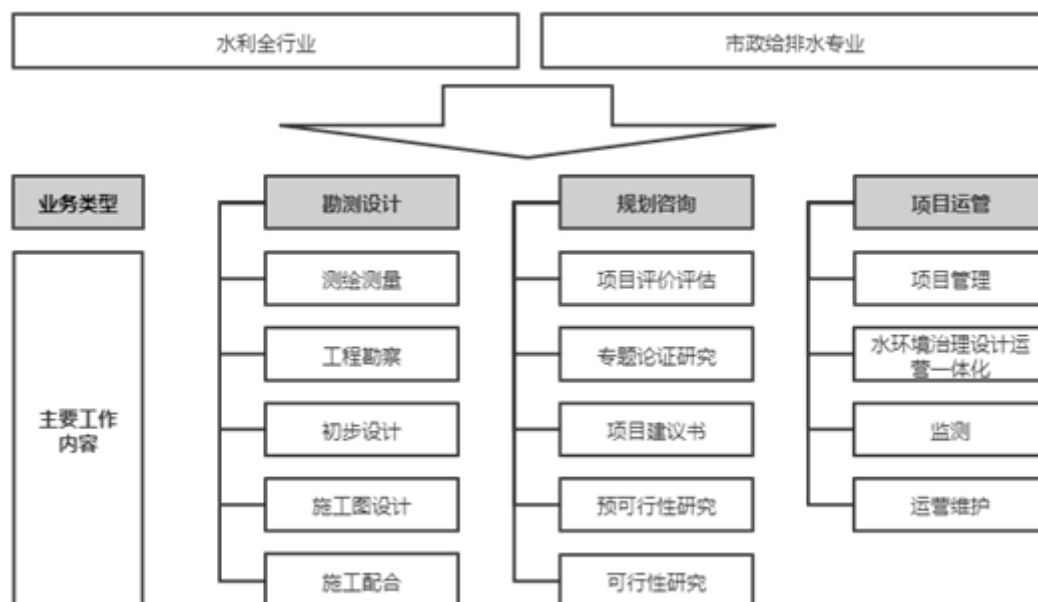 水利全行业
市政给排水专业
业务类型
勘测设计
规划咨询
项目运管
主要工作
内容
测绘测量
工程勘察
初步设计
施工图设计
施工配合
项目评价评估
专题论证研究
项目建议书
预可行性研究
可行性研究
项目管理
水环境治理设计运
营一体化
监测
运营维护